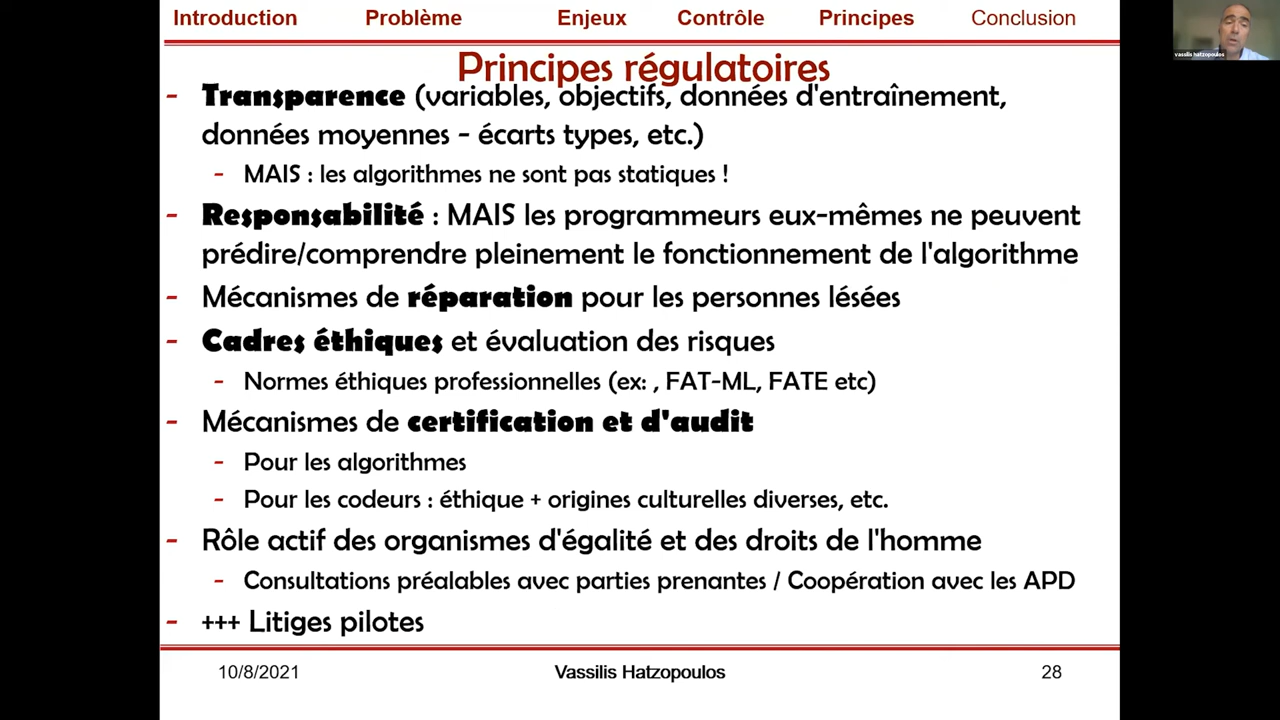 Introduction Problème Enjeux Contrôle Principes Conclusion
vassilis hatzopoulos
Principes régulatoires
- Transparence (variables, objectifs, données d'entraînement,
données moyennes - écarts types, etc.)
- MAIS : les algorithmes ne sont pas statiques !
- Responsabilité : MAIS les programmeurs eux-mêmes ne peuvent
prédire/comprendre pleinement le fonctionnement de l'algorithme
- Mécanismes de réparation pour les personnes lésées
- Cadres éthiques et évaluation des risques
- Normes éthiques professionnelles (ex: , FAT-ML, FATE etc)
- Mécanismes de certification et d'audit
- Pour les algorithmes
- Pour les codeurs : éthique + origines culturelles diverses, etc.
- Rôle actif des organismes d'égalité et des droits de l'homme
- Consultations préalables avec parties prenantes / Coopération avec les APD
- +++ Litiges pilotes
10/8/2021 Vassilis Hatzopoulos 28